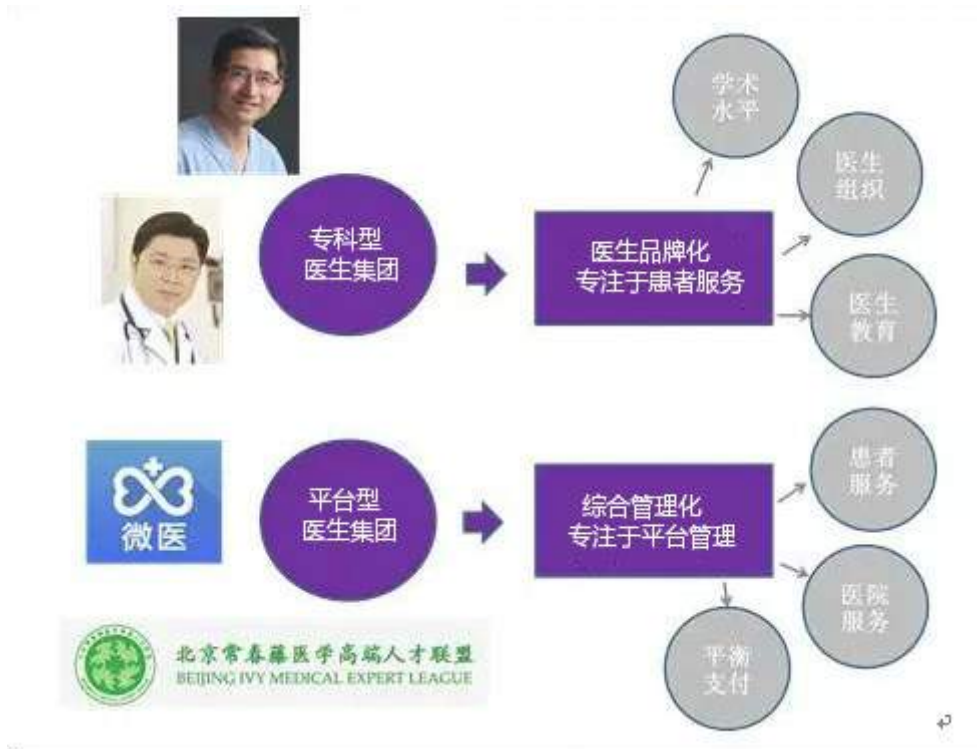 学术
水平
医生
组织
专科型
医生集团
医生品牌化
专注于患者服务
医生
教育
患者
服务
微医
平台型
医生集团
综合管理化
专注于平台管理
医院
服务
平衡
支付
北京常春藤医学高端人才联盟
BEIJING IVY MEDICAL EXPERT LEAGUE